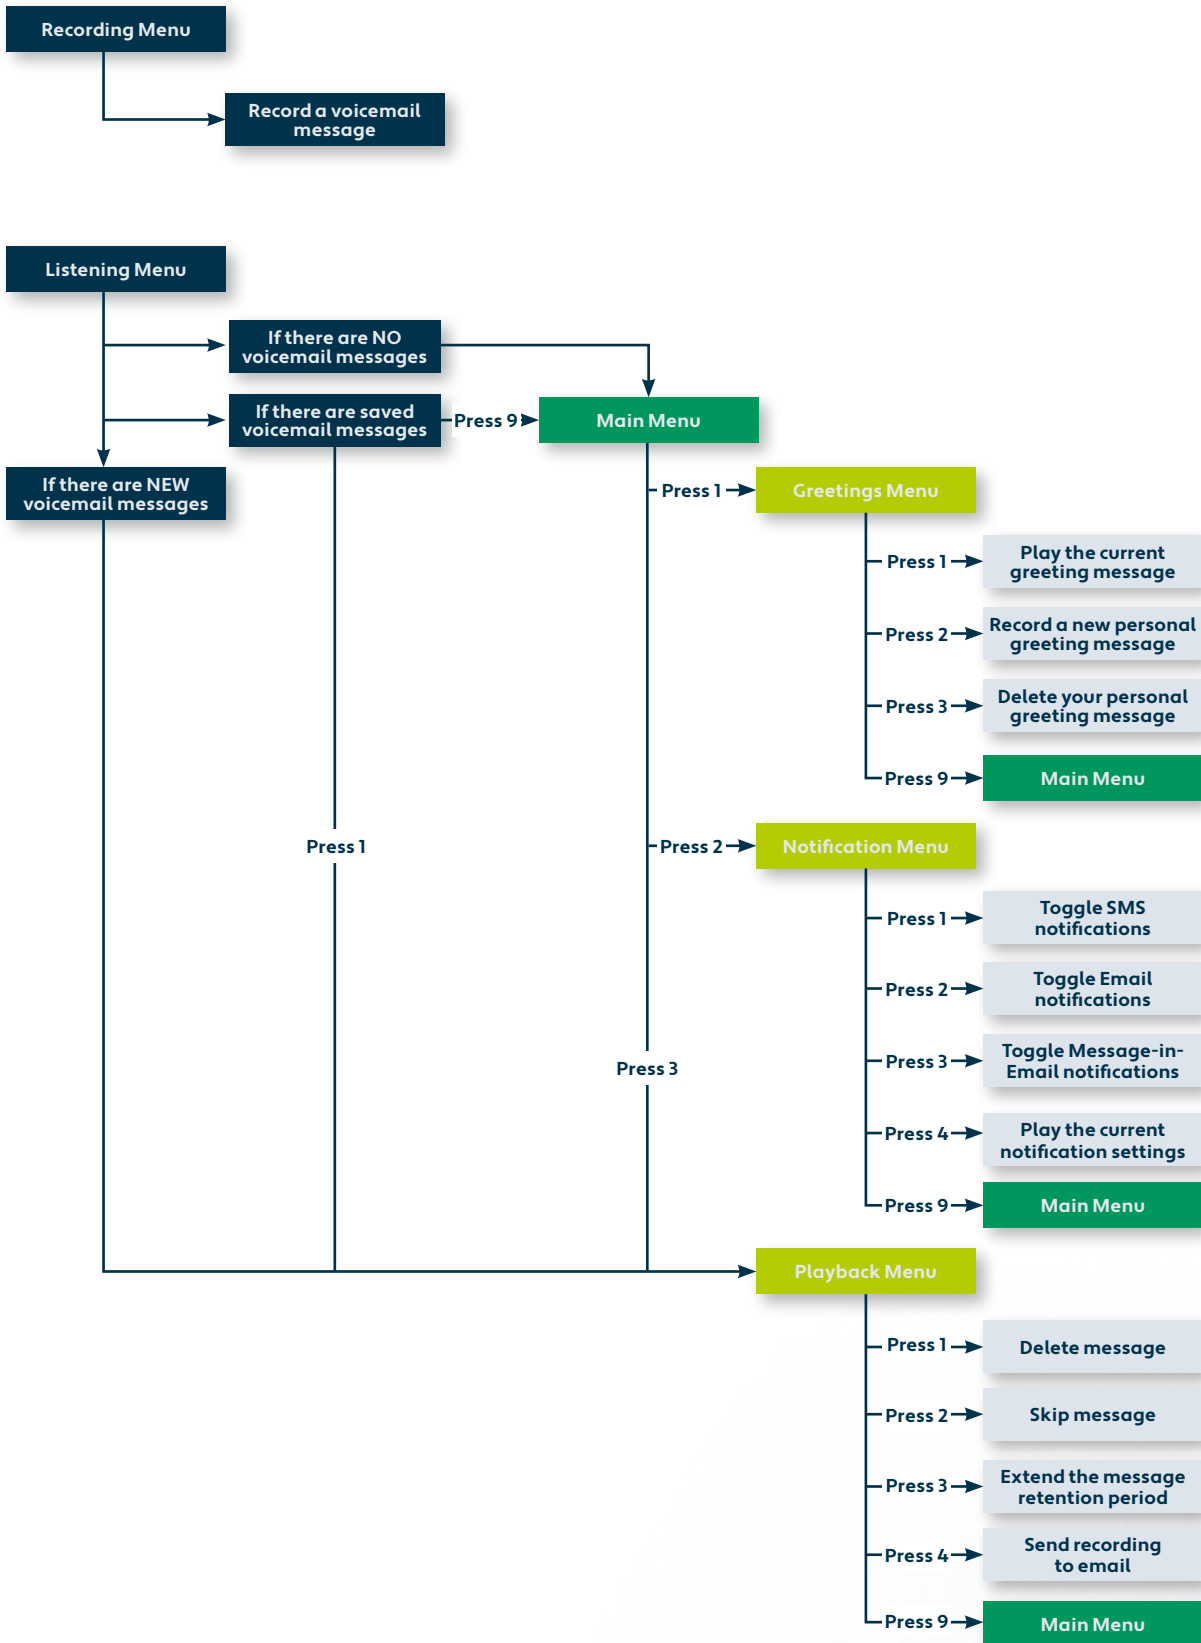 Recording Menu
Record a voicemail
message
Listening Menu
If there are NO
voicemail messages
If there are saved
voicemail messages
Press 9
Main Menu
If there are NEW
voicemail messages
Press 1
Greetings Menu
Press 1
Play the current
greeting message
Press 2
Record a new personal
greeting message
Press 3
Delete your personal
greeting message
Press 9
Main Menu
Press 1
Press 2
Notification Menu
Press 1
Toggle SMS
notifications
Press 2
Toggle Email
notifications
Press 3
Toggle Message-in-
Email notifications
Press 3
Press 4
Play the current
notification settings
Press 9
Main Menu
Playback Menu
Press 1
Delete message
Press 2
Skip message
Press 3
Extend the message
retention period
Press 4
Send recording
to email
Press 9
Main Menu